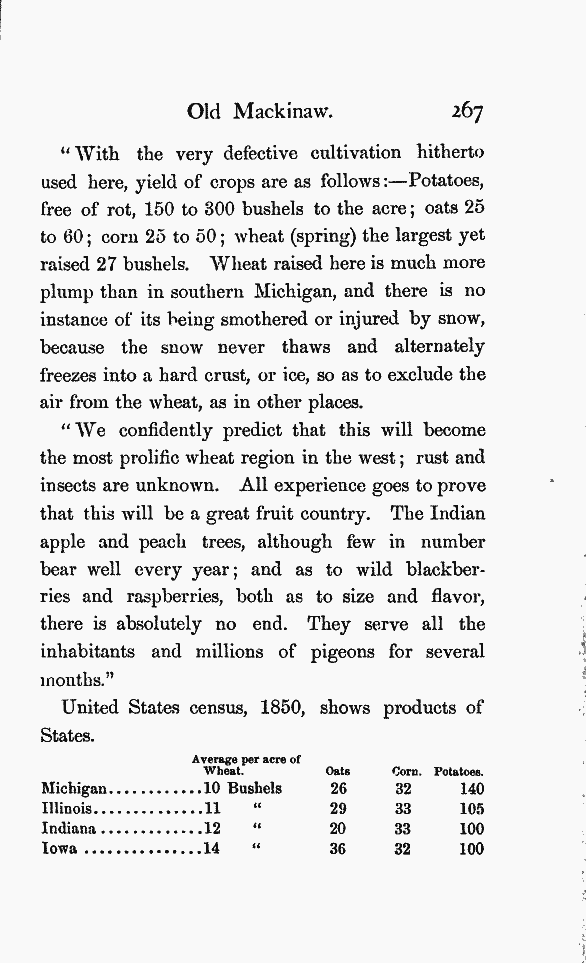 Old Mackinaw. 267
“With the very defective cultivation hitherto
used here, yield of crops are as follows:—Potatoes,
free of rot, 150 to 300 bushels to the acre; oats 25
to 60; corn 25 to 50; wheat (spring) the largest yet
raised 27 bushels. Wheat raised here is much more
plump than in southern Michigan, and there is no
instance of its being smothered or injured by snow,
because the snow never thaws and alternately
freezes into a hard crust, or ice, so as to exclude the
air from the wheat, as in other places.
“We confidently predict that this will become
the most prolific wheat region in the west; rust and
insects are unknown. All experience goes to prove
that this will be a great fruit country. The Indian
apple and peach trees, although few in number
bear well every year; and as to wild blackber-
ries and raspberries, both as to size and flavor,
there is absolutely no end. They serve all the
inhabitants and millions of pigeons for several
months.”
United States census, 1850, shows products of
States.
Average per acre of
Wheat. Oats Corn. Potatoes.
Michigan............10 Bushels 26 32 140
Illinois..............11 “ 29 33 105
Indiana.............12 “ 20 33 100
Iowa ...............14 “ 36 32 100